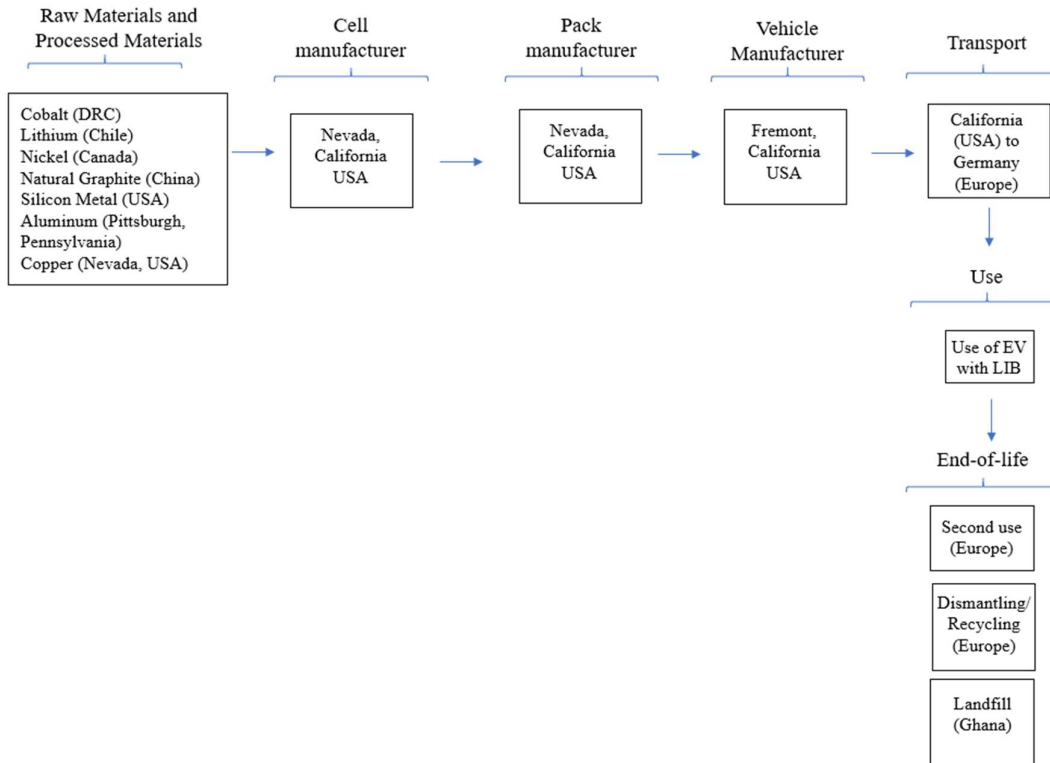 Raw Materials and
Processed Materials
Cobalt (DRC)
Lithium (Chile)
Nickel (Canada)
Natural Graphite (China)
Silicon Metal (USA)
Aluminum (Pittsburgh,
Pennsylvania)
Copper (Nevada, USA)
Cell
manufacturer
Nevada,
California
USA
Pack
manufacturer
Nevada,
California
USA
Vehicle
Manufacturer
Fremont,
California
USA
Transport
California
(USA) to
Germany
(Europe)
Use
Use of EV
with LIB
End-of-life
Second use
(Europe)
Dismantling/
Recycling
(Europe)
Landfill
(Ghana)